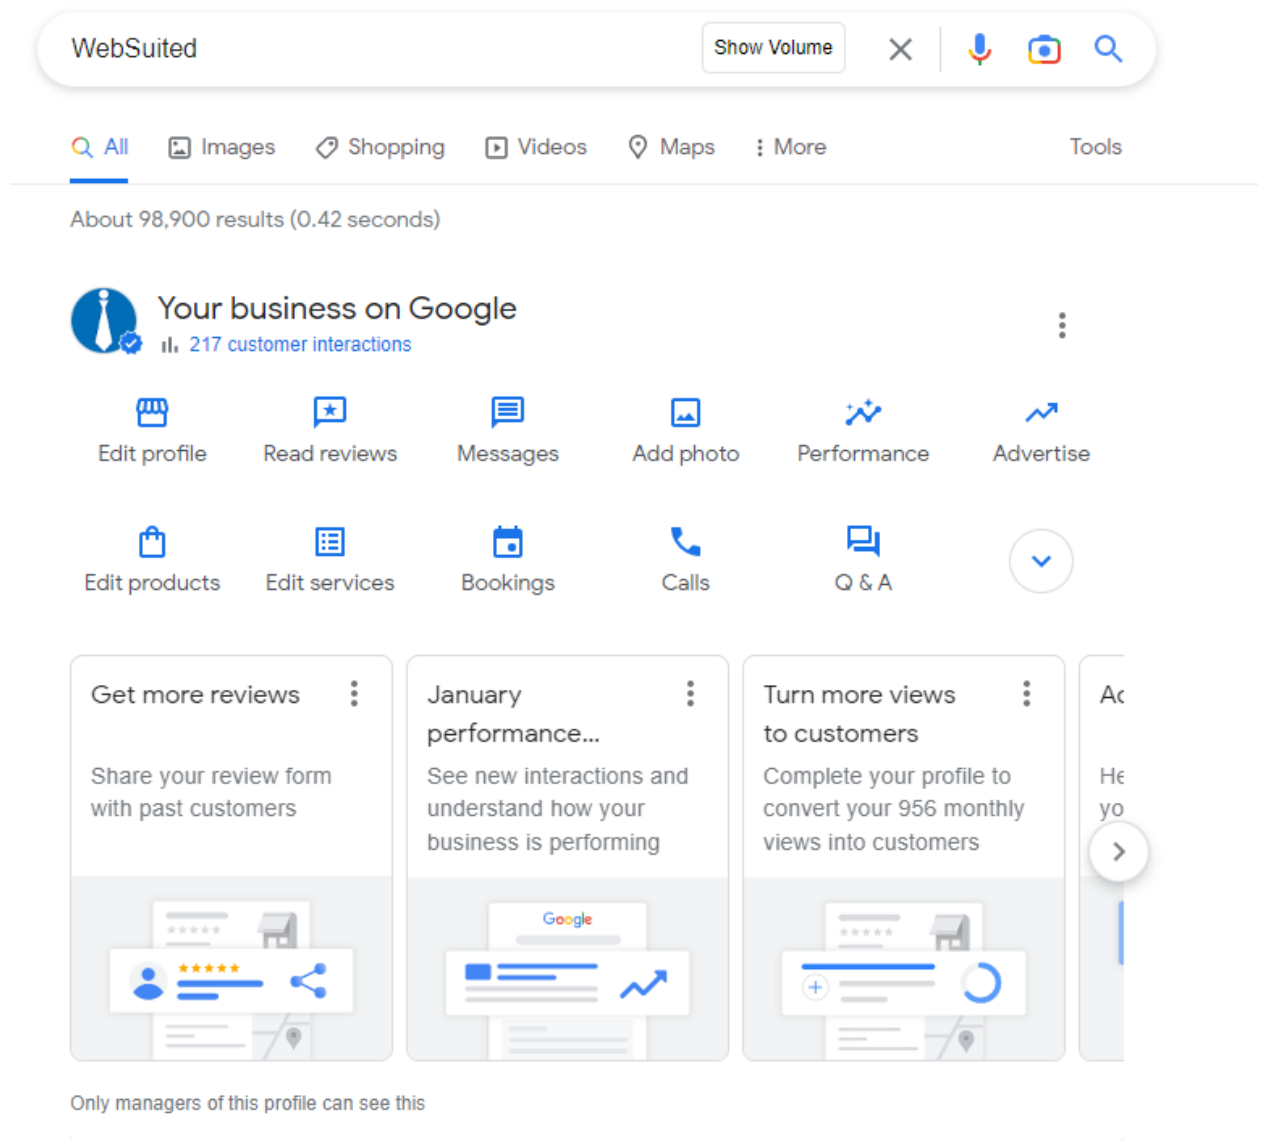 WebSuited
Show Volume
All
Images
Shopping
Videos
Maps
More
Tools
About 98,900 results (0.42 seconds)
Your business on Google
217 customer interactions
Edit profile
Read reviews
Messages
Add photo
Performance
Advertise
Edit products
Edit services
Bookings
Calls
Q & A
Get more reviews
Share your review form
with past customers
January
performance...
See new interactions and
understand how your
business is performing
Google
Turn more views
to customers
Complete your profile to
convert your 956 monthly
views into customers
Only managers of this profile can see this